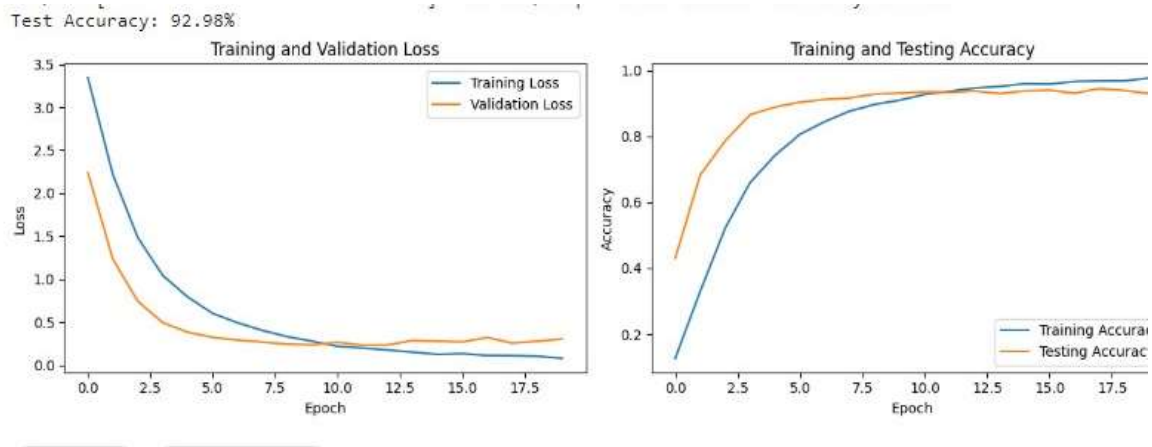 Test Accuracy: 92.98%
Training and Validation Loss
3.5
3.0
2.5
2.0
1.5
1.0
0.5
0.0
Loss
Training Loss
Validation Loss
0.0 2.5 5.0 7.5 10.0 12.5 15.0 17.5
Epoch
Training and Testing Accuracy
1.0
0.8
0.6
0.4
0.2
Accuracy
Training Accurac
Testing Accurac
0.0 2.5 5.0 7.5 10.0 12.5 15.0 17.5
Epoch